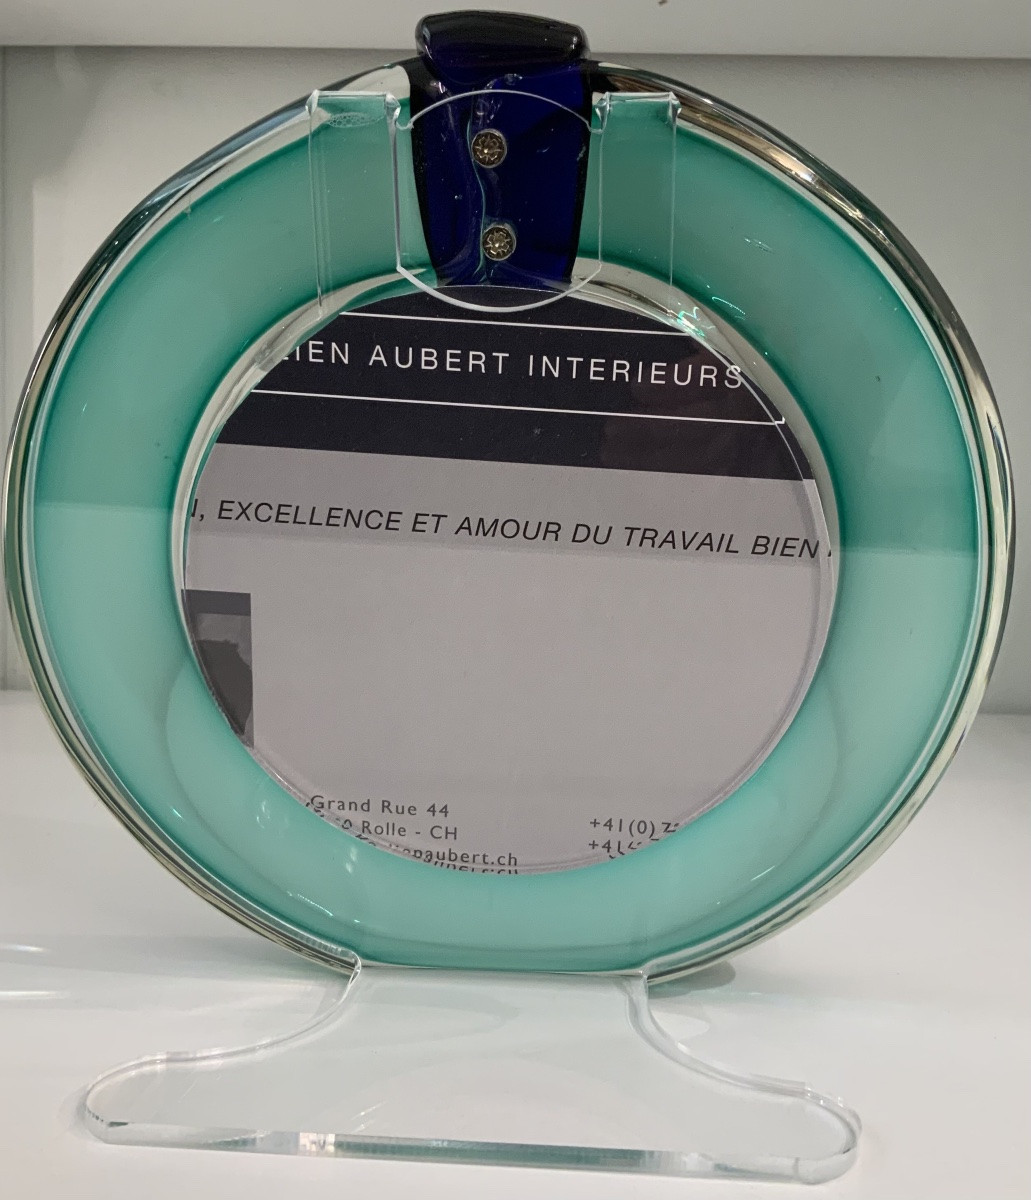 AUBERT INTERIEURS
EXCELLENCE ET AMOUR DU TRAVAIL BIEN
Grand Rue 44
Rolle - CH
+41(0)